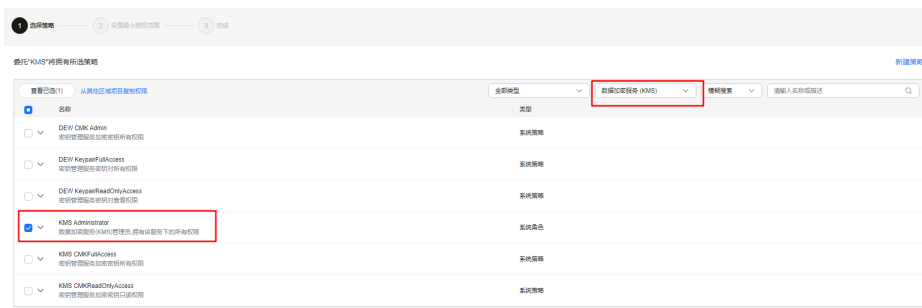 1 选择策略 2 设置最小授权范围 3 完成
委托"KMS"将拥有所选策略 新建策略
查看已选(1) 从其他区域项目复制权限 全部类型 数据加密服务 (KMS) 模糊搜索 请输入名称或描述
名称 类型
DEW CMK Admin
密钥管理服务加密密钥所有权限 系统策略
DEW KeypairFullAccess
密钥管理服务密钥对所有权限 系统策略
DEW KeypairReadOnlyAccess
密钥管理服务密钥对查看权限 系统策略
KMS Administrator
数据加密服务(KMS)管理员,拥有该服务下的所有权限 系统角色
KMS CMKFullAccess
密钥管理服务加密密钥所有权限 系统策略
KMS CMKReadOnlyAccess
密钥管理服务加密密钥只读权限 系统策略